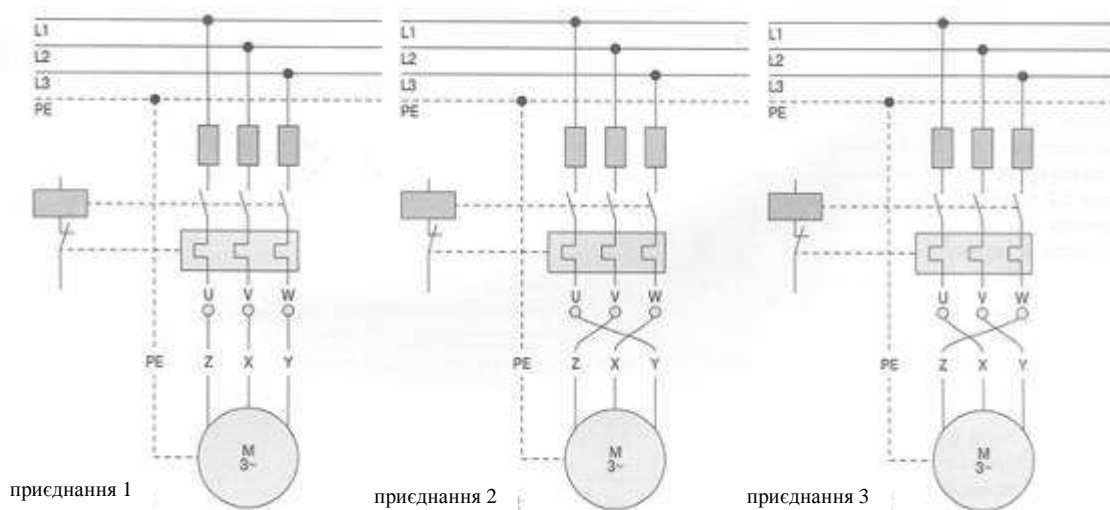 L1
L2
L3
PE
U V W
PE Z X Y
M
3~
приєднання 1
L1
L2
L3
PE
U V W
PE Z X Y
M
3~
приєднання 2
L1
L2
L3
PE
U V W
PE Z X Y
M
3~
приєднання 3